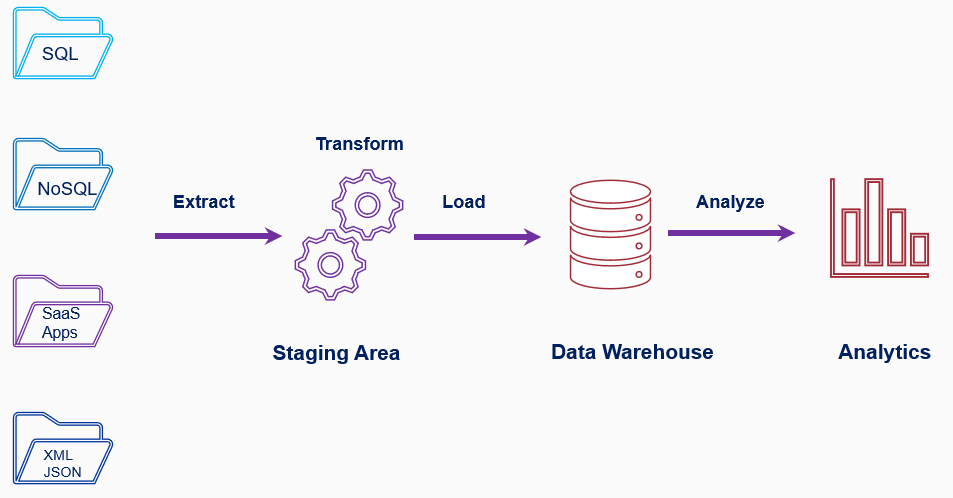 SQL
NoSQL
SaaS
Apps
XML
JSON
Extract
Transform
Staging Area
Load
Data Warehouse
Analyze
Analytics